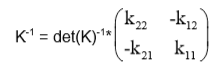 K⁻¹ = det(K)⁻¹* ( k₂₂ -k₁₂
-k₂₁ k₁₁ )